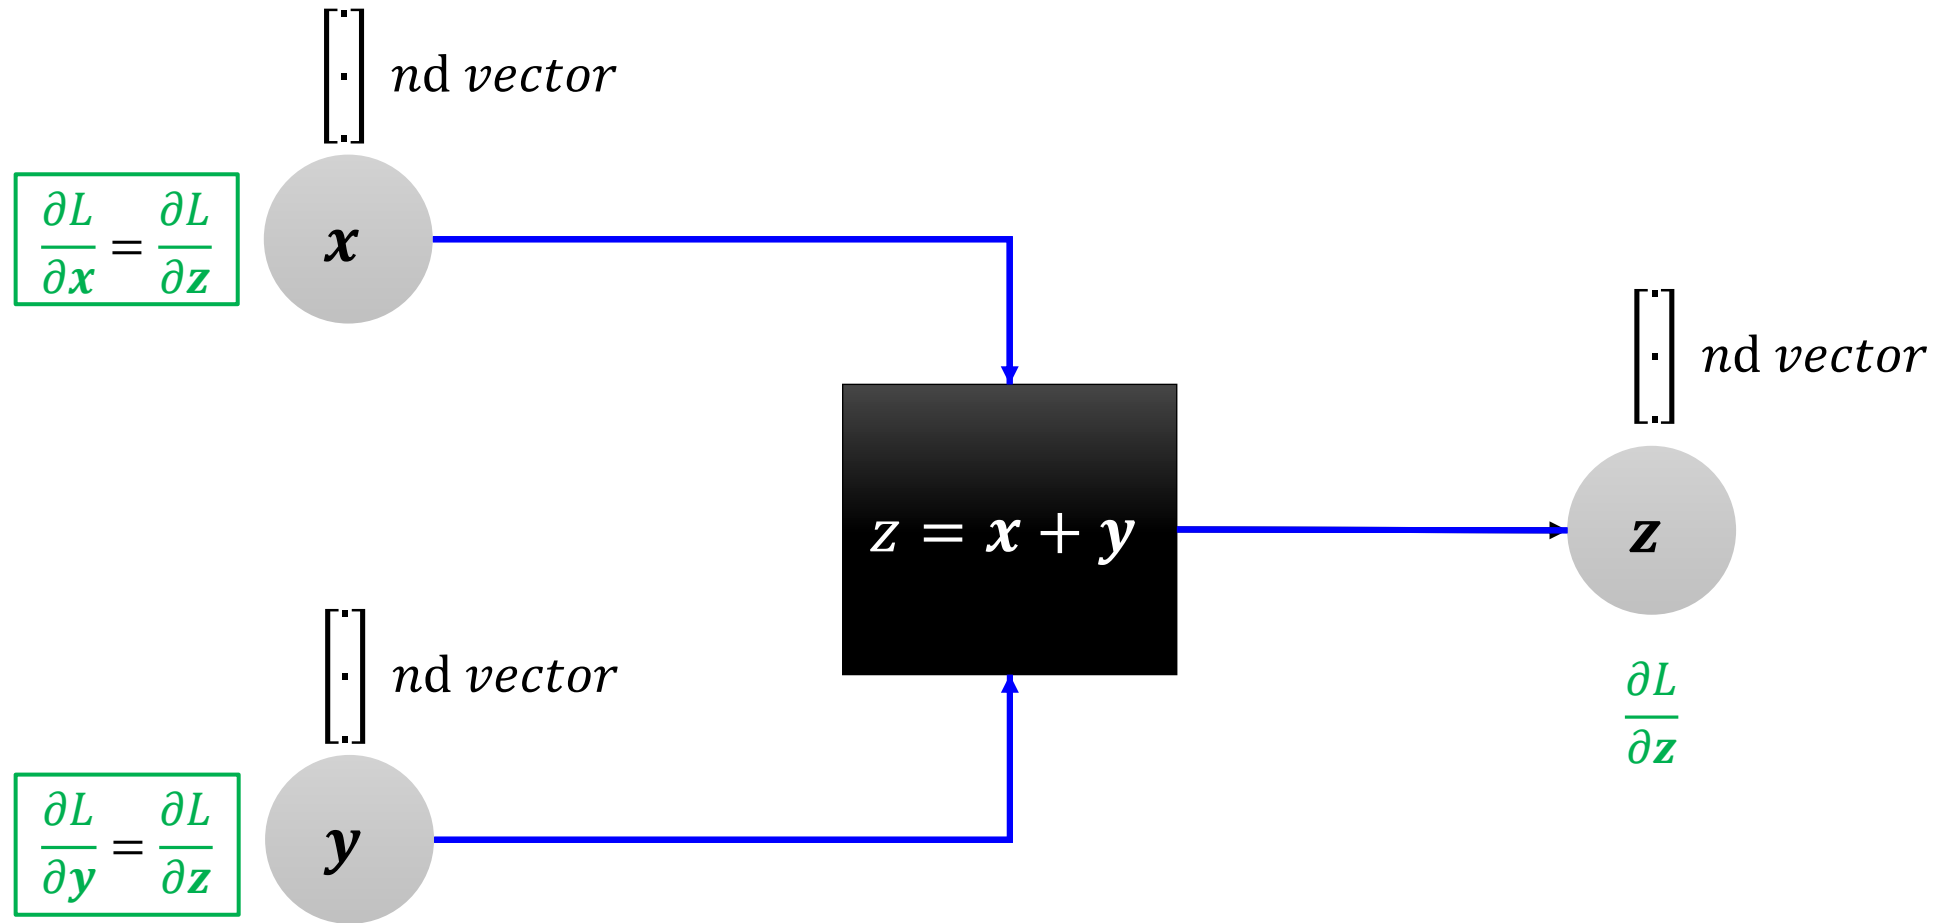 [⋅ ⋅ ⋅] nd vector
∂L/∂x = ∂L/∂z
x
[⋅ ⋅ ⋅] nd vector
z = x + y
z
[⋅ ⋅ ⋅] nd vector
∂L/∂z
∂L/∂y = ∂L/∂z
y